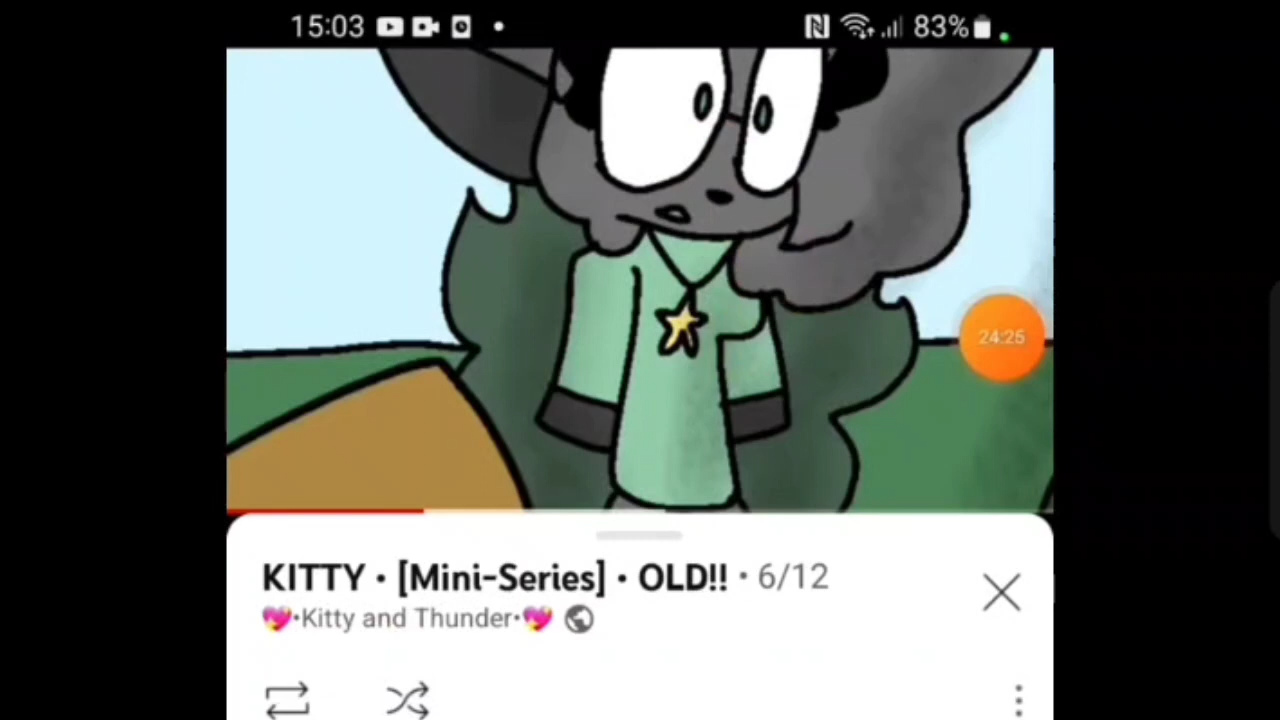 15:03 83%
24:25
KITTY • [Mini-Series] • OLD!! • 6/12
💖•Kitty and Thunder•💖